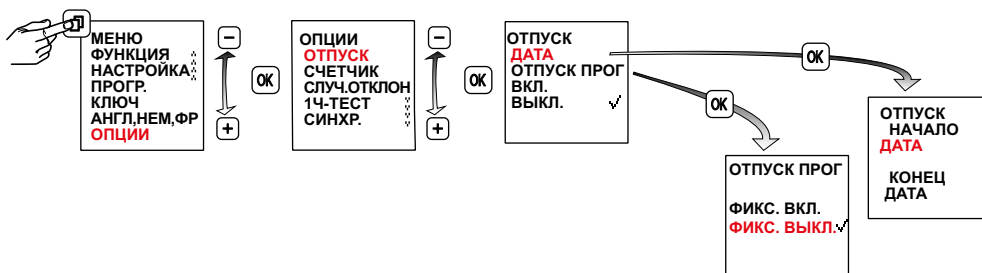 МЕНЮ
ФУНКЦИЯ
НАСТРОЙКА
ПРОГР.
КЛЮЧ
АНГЛ,НЕМ,ФР
ОПЦИИ
−
OK
+
ОПЦИИ
ОТПУСК
СЧЕТЧИК
СЛУЧ.ОТКЛОН
1Ч-ТЕСТ
СИНХР.
−
OK
+
ОТПУСК
ДАТА
ОТПУСК ПРОГ
ВКЛ.
ВЫКЛ.
OK
OK
ОТПУСК ПРОГ
ФИКС. ВКЛ.
ФИКС. ВЫКЛ.
ОТПУСК
НАЧАЛО
ДАТА
КОНЕЦ
ДАТА